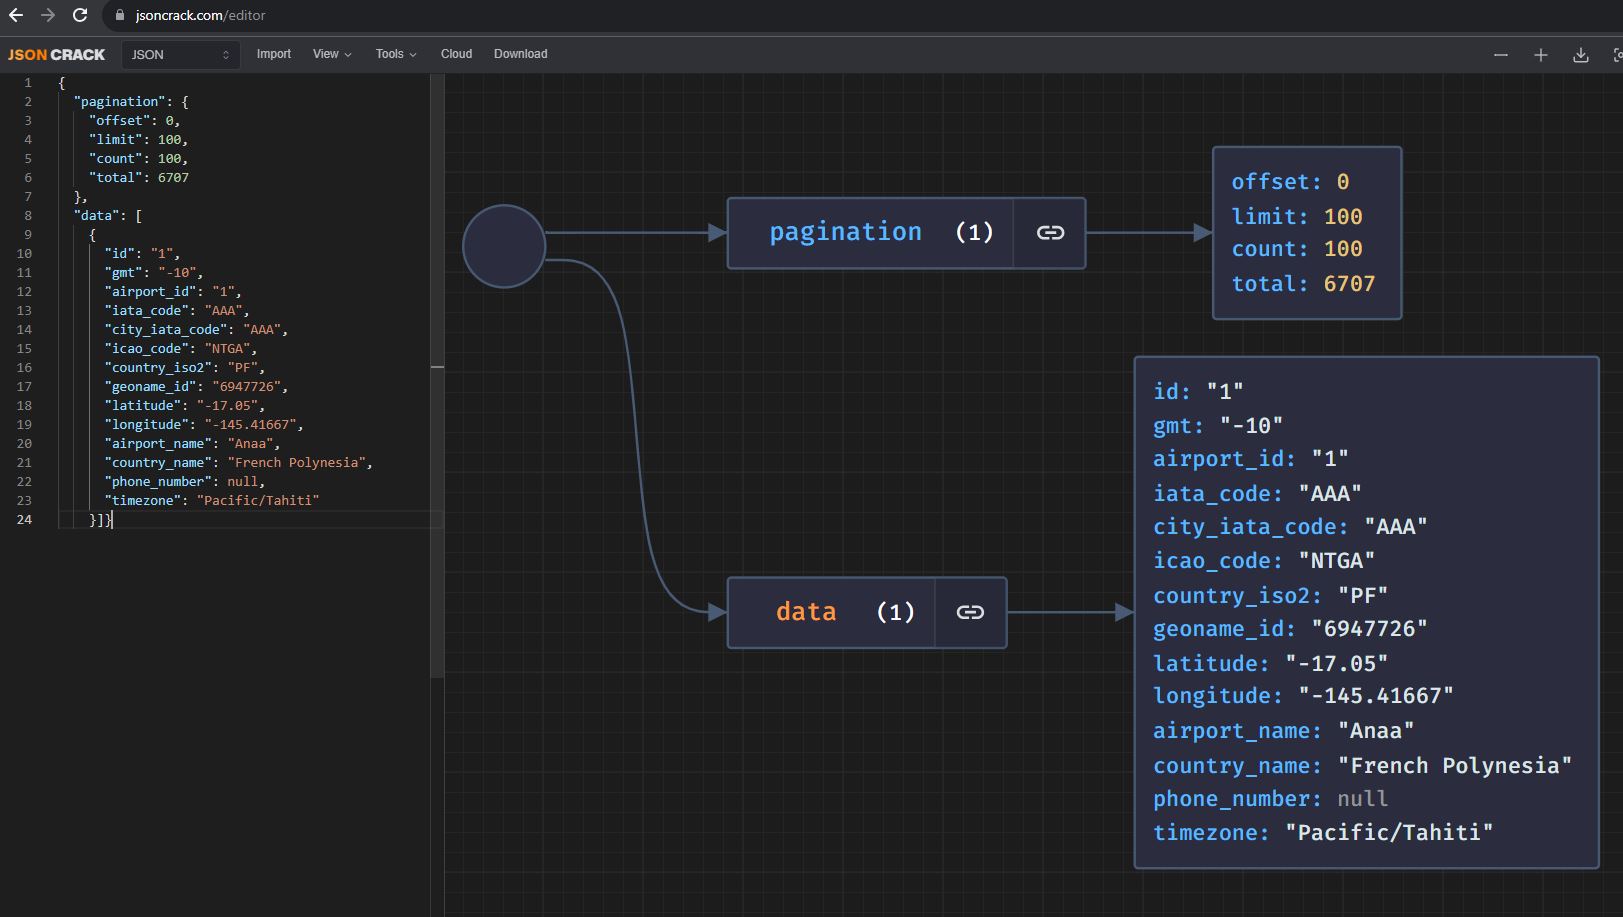 jsoncrack.com/editor
JSON CRACK JSON Import View Tools Cloud Download
1 {
2 "pagination": {
3 "offset": 0,
4 "limit": 100,
5 "count": 100,
6 "total": 6707
7 },
8 "data": [
9 {
10 "id": "1",
11 "gmt": "-10",
12 "airport_id": "1",
13 "iata_code": "AAA",
14 "city_iata_code": "AAA",
15 "icao_code": "NTGA",
16 "country_iso2": "PF",
17 "geoname_id": "6947726",
18 "latitude": "-17.05",
19 "longitude": "-145.41667",
20 "airport_name": "Anaa",
21 "country_name": "French Polynesia",
22 "phone_number": null,
23 "timezone": "Pacific/Tahiti"
24 }]}
pagination (1)
offset: 0
limit: 100
count: 100
total: 6707
data (1)
id: "1"
gmt: "-10"
airport_id: "1"
iata_code: "AAA"
city_iata_code: "AAA"
icao_code: "NTGA"
country_iso2: "PF"
geoname_id: "6947726"
latitude: "-17.05"
longitude: "-145.41667"
airport_name: "Anaa"
country_name: "French Polynesia"
phone_number: null
timezone: "Pacific/Tahiti"